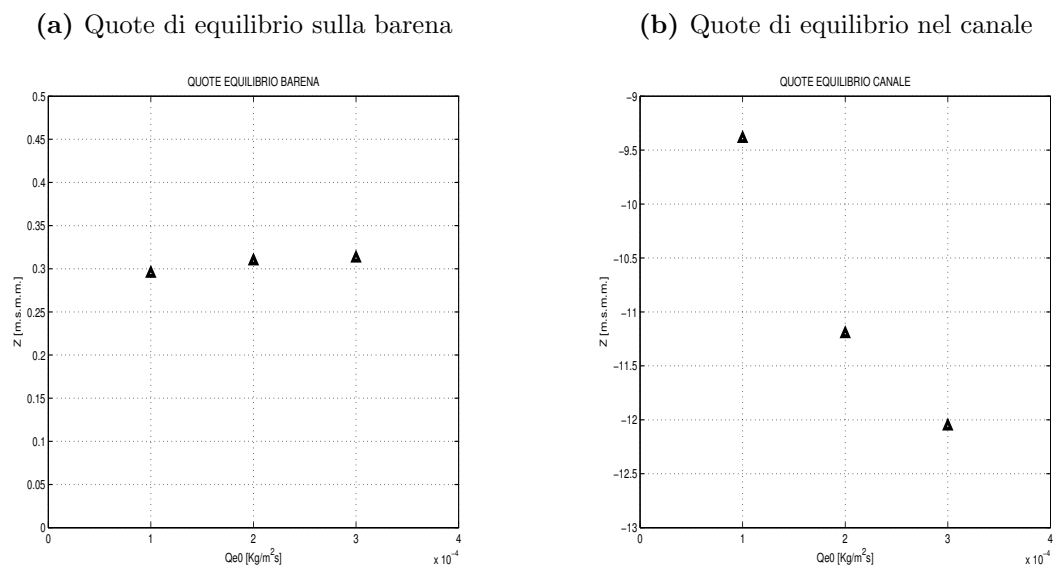 (a) Quote di equilibrio sulla barena
QUOTE EQUILIBRIO BARENA
0.5
0.45
0.4
0.35
0.3
0.25
0.2
0.15
0.1
0.05
0
Z [m.s.m.m.]
0 1 2 3 4
Qe0 [Kg/m²s]
x 10⁻⁴
(b) Quote di equilibrio nel canale
QUOTE EQUILIBRIO CANALE
−9
−9.5
−10
−10.5
−11
−11.5
−12
−12.5
−13
Z [m.s.m.m.]
0 1 2 3 4
Qe0 [Kg/m²s]
x 10⁻⁴